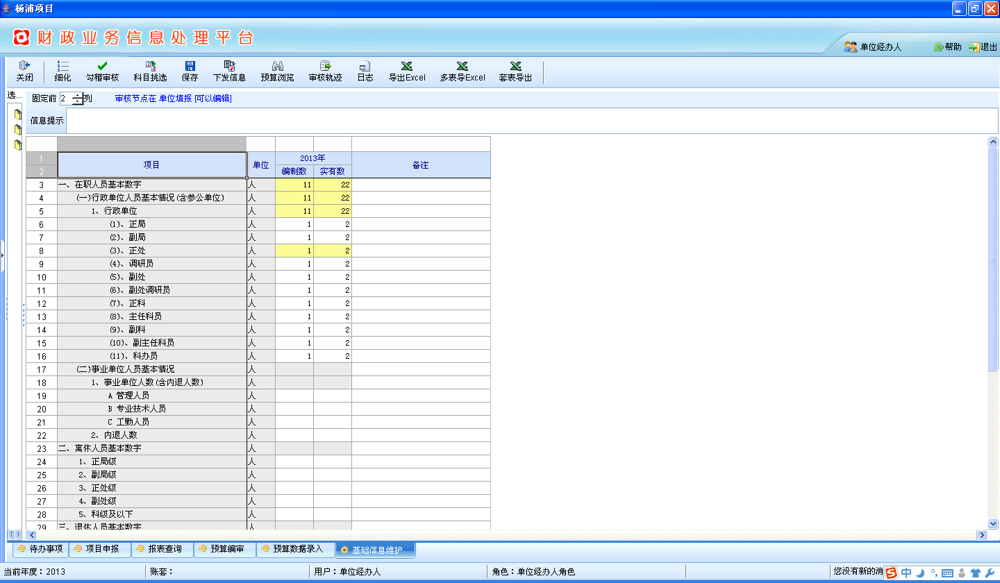 杨浦项目
财政业务信息处理平台
单位经办人 帮助 退出
关闭 细化 勾稽审核 科目挑选 保存 下发信息 预算浏览 审核轨迹 日志 导出Excel 多表导Excel 套表导出
选...
固定前 2 列 审核节点在 单位填报 [可以编辑]
信息提示
1 项目 单位 2013年 备注
2 编制数 实有数
3 一、在职人员基本数字 人 11 22
4 (一)行政单位人员基本情况(含参公单位) 人 11 22
5 1、行政单位 人 11 22
6 (1)、正局 人 1 2
7 (2)、副局 人 1 2
8 (3)、正处 人 1 2
9 (4)、调研员 人 1 2
10 (5)、副处 人 1 2
11 (6)、副处调研员 人 1 2
12 (7)、正科 人 1 2
13 (8)、主任科员 人 1 2
14 (9)、副科 人 1 2
15 (10)、副主任科员 人 1 2
16 (11)、科办员 人 1 2
17 (二)事业单位人员基本情况 人
18 1、事业单位人数(含内退人数) 人
19 A 管理人员 人
20 B 专业技术人员 人
21 C 工勤人员 人
22 2、内退人数 人
23 二、离休人员基本数字 人
24 1、正局级 人
25 2、副局级 人
26 3、正处级 人
27 4、副处级 人
28 5、科级及以下 人
29 三、退休人员基本数字 人
待办事项 项目申报 报表查询 预算编审 预算数据录入 基础信息维护
当前年度：2013 账套： 用户：单位经办人 角色：单位经办人角色 您没有新的消
中